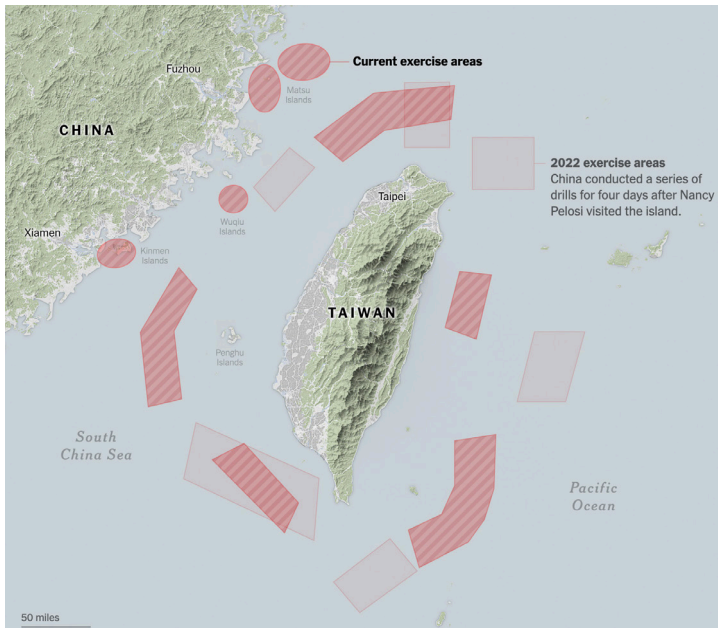 Fuzhou
Current exercise areas
Matsu
Islands
CHINA
2022 exercise areas
China conducted a series of
drills for four days after Nancy
Pelosi visited the island.
Taipei
Wuqiu
Islands
Xiamen
Kinmen
Islands
TAIWAN
Penghu
Islands
South
China Sea
Pacific
Ocean
50 miles